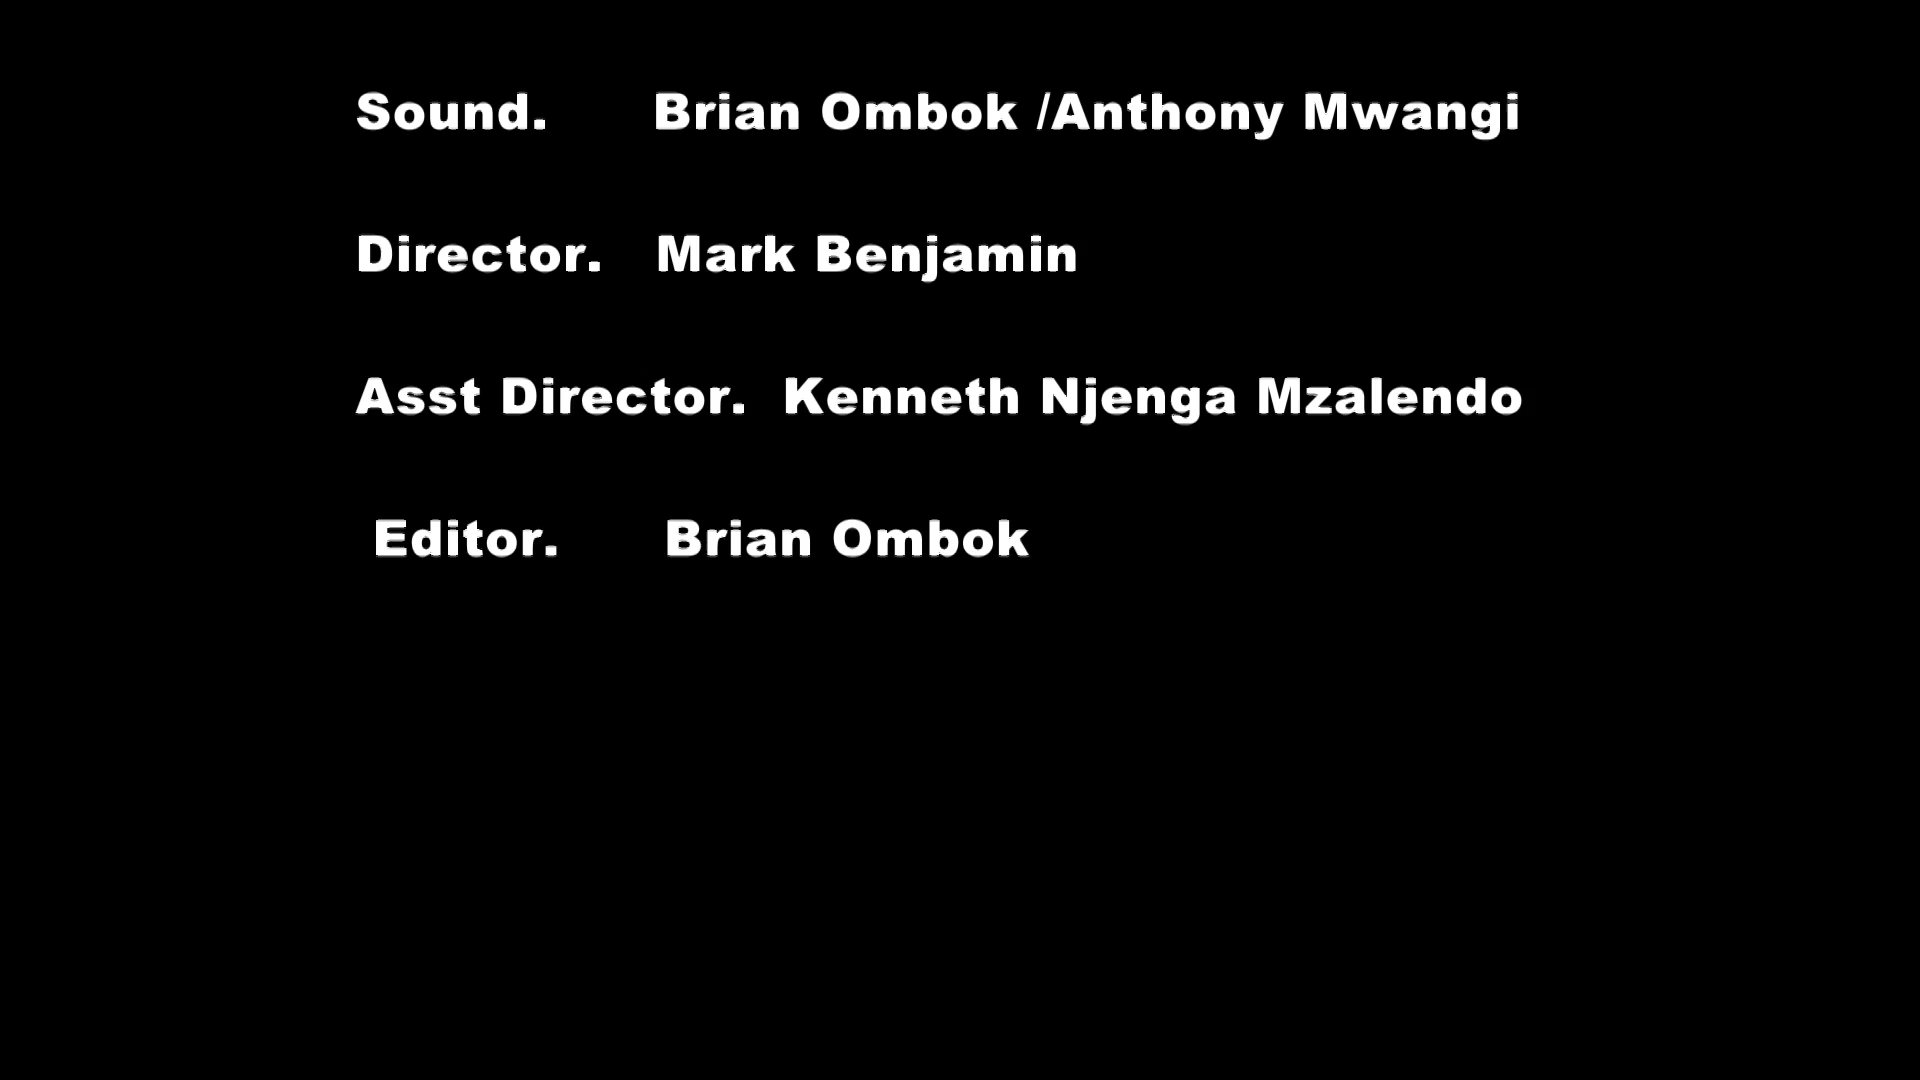 Sound. Brian Ombok /Anthony Mwangi
Director. Mark Benjamin
Asst Director. Kenneth Njenga Mzalendo
Editor. Brian Ombok